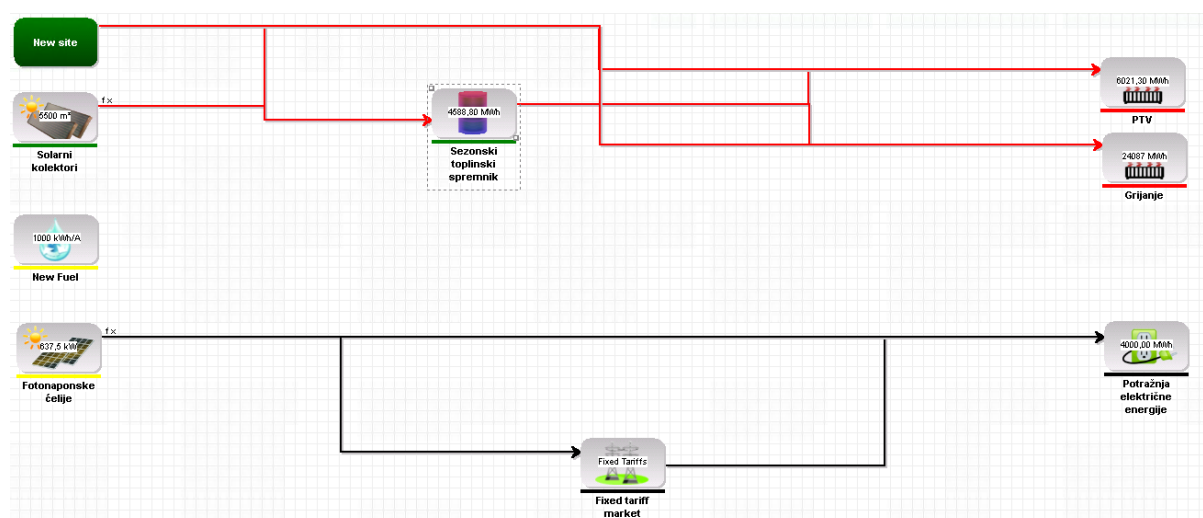 New site
f x
5500 m²
Solarni
kolektori
4588,80 MWh
Sezonski
toplinski
spremnik
6021,30 MWh
PTV
24087 MWh
Grijanje
1000 kWh/A
New Fuel
f x
637,5 kW
Fotonaponske
ćelije
4000,00 MWh
Potražnja
električne
energije
Fixed Tariffs
Fixed tariff
market